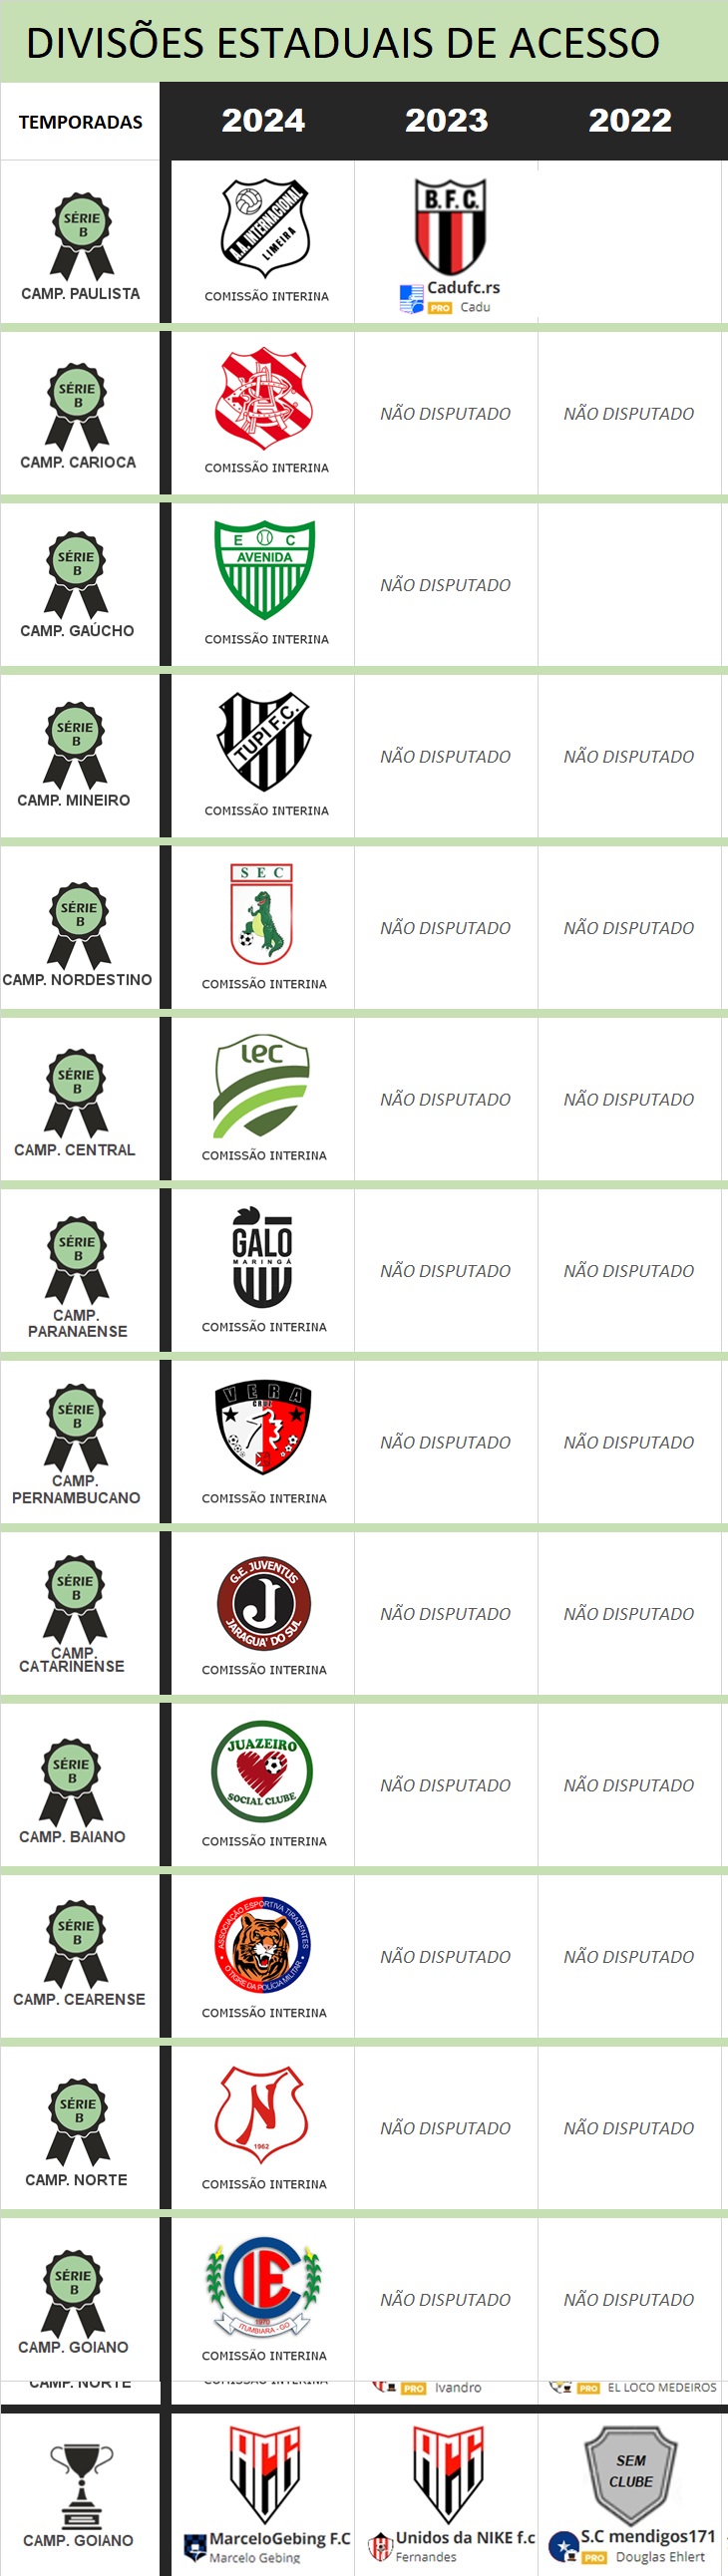 DIVISÕES ESTADUAIS DE ACESSO
TEMPORADAS 2024 2023 2022
SÉRIE B
CAMP. PAULISTA
A.A. INTERNACIONAL
LIMEIRA
COMISSÃO INTERINA
B.F.C.
Cadufc.rs
PRO Cadu
SÉRIE B
CAMP. CARIOCA
COMISSÃO INTERINA
NÃO DISPUTADO
NÃO DISPUTADO
SÉRIE B
CAMP. GAÚCHO
E C
AVENIDA
COMISSÃO INTERINA
NÃO DISPUTADO
SÉRIE B
CAMP. MINEIRO
TUPI F.C.
COMISSÃO INTERINA
NÃO DISPUTADO
NÃO DISPUTADO
SÉRIE B
CAMP. NORDESTINO
S E C
COMISSÃO INTERINA
NÃO DISPUTADO
NÃO DISPUTADO
SÉRIE B
CAMP. CENTRAL
lec
COMISSÃO INTERINA
NÃO DISPUTADO
NÃO DISPUTADO
SÉRIE B
CAMP.
PARANAENSE
GALO
MARINGÁ
COMISSÃO INTERINA
NÃO DISPUTADO
NÃO DISPUTADO
SÉRIE B
CAMP.
PERNAMBUCANO
VERA
CRUZ
COMISSÃO INTERINA
NÃO DISPUTADO
NÃO DISPUTADO
SÉRIE B
CAMP.
CATARINENSE
G.E. JUVENTUS
J
JARAGUA' DO SUL
COMISSÃO INTERINA
NÃO DISPUTADO
NÃO DISPUTADO
SÉRIE B
CAMP. BAIANO
JUAZEIRO
SOCIAL CLUBE
COMISSÃO INTERINA
NÃO DISPUTADO
NÃO DISPUTADO
SÉRIE B
CAMP. CEARENSE
ASSOCIAÇÃO ESPORTIVA TIRADENTES
O TIGRE DA POLÍCIA MILITAR
COMISSÃO INTERINA
NÃO DISPUTADO
NÃO DISPUTADO
SÉRIE B
CAMP. NORTE
N
1962
COMISSÃO INTERINA
NÃO DISPUTADO
NÃO DISPUTADO
SÉRIE B
CAMP. GOIANO
CIE
1970
ITUMBIARA - GO
COMISSÃO INTERINA
NÃO DISPUTADO
NÃO DISPUTADO
CAMP. NORTE
COMISSÃO INTERINA
PRO Ivandro
PRO EL LOCO MEDEIROS
CAMP. GOIANO
ACG
MarceloGebing F.C
Marcelo Gebing
ACG
Unidos da NIKE f.c
Fernandes
SEM
CLUBE
S.C mendigos171
PRO Douglas Ehlert